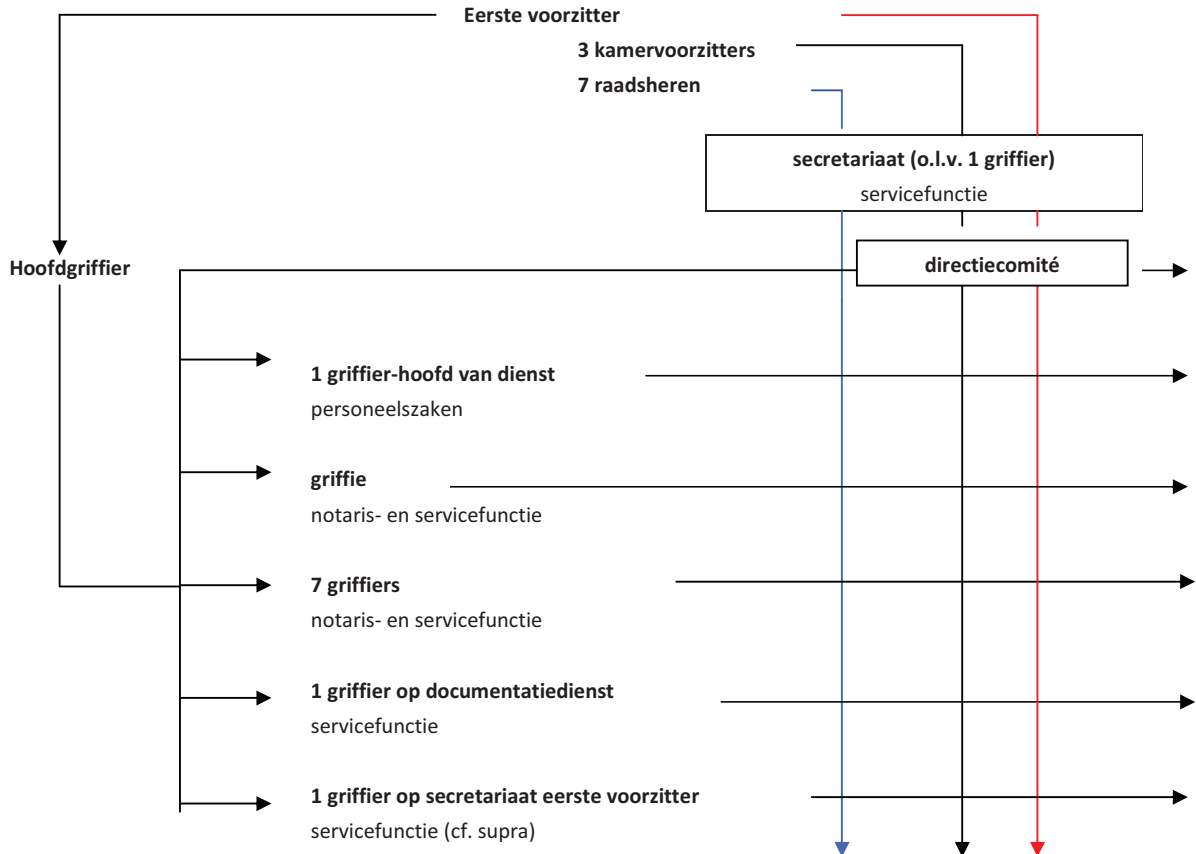 Eerste voorzitter
3 kamervoorzitters
7 raadsheren
secretariaat (o.l.v. 1 griffier)
servicefunctie
Hoofdgriffier
directiecomité
1 griffier-hoofd van dienst
personeelszaken
griffie
notaris- en servicefunctie
7 griffiers
notaris- en servicefunctie
1 griffier op documentatiedienst
servicefunctie
1 griffier op secretariaat eerste voorzitter
servicefunctie (cf. supra)